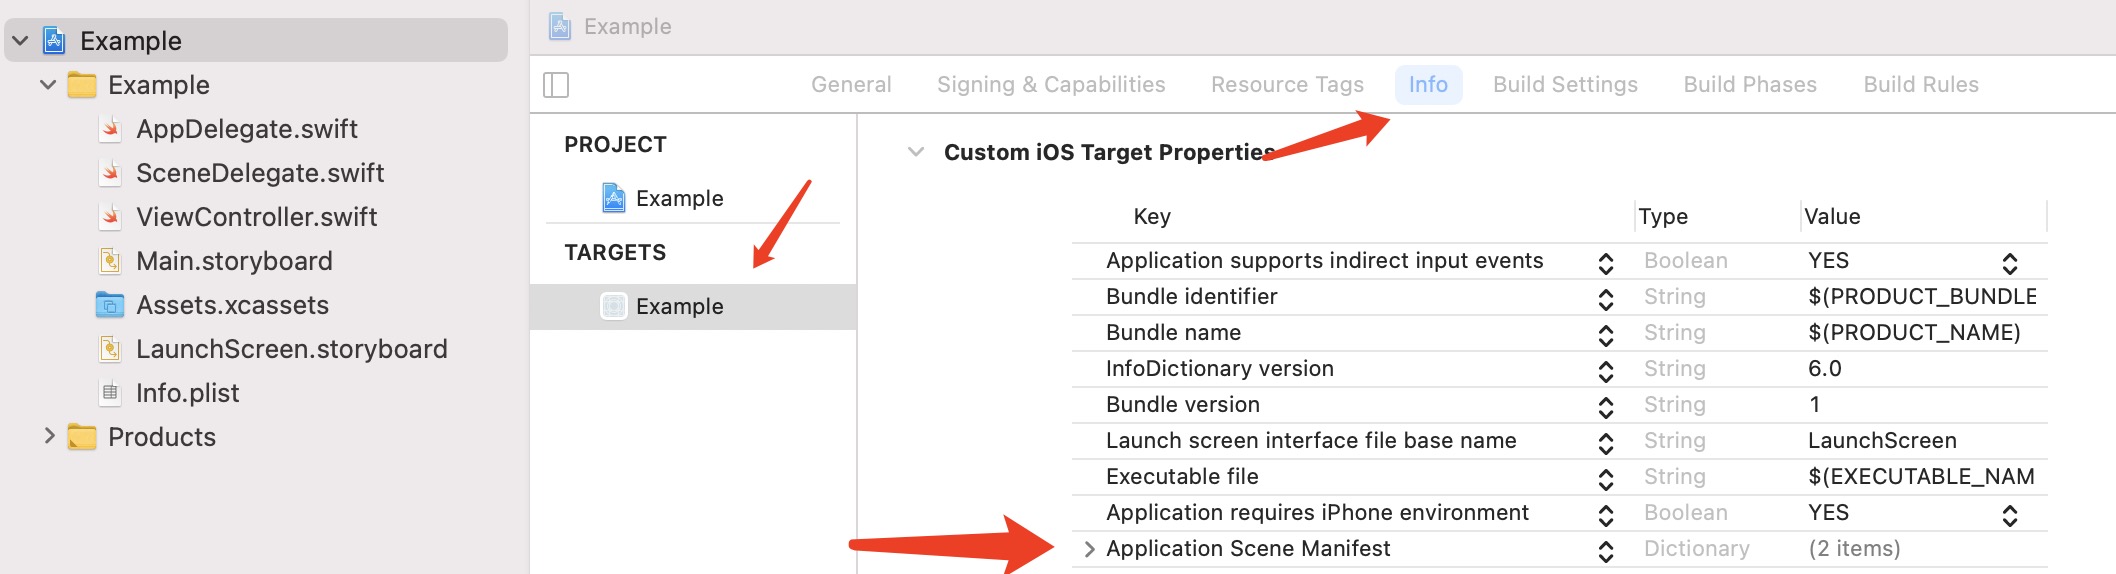 Example
Example
AppDelegate.swift
SceneDelegate.swift
ViewController.swift
Main.storyboard
Assets.xcassets
LaunchScreen.storyboard
Info.plist
Products
Example
General Signing & Capabilities Resource Tags Info Build Settings Build Phases Build Rules
PROJECT
Example
TARGETS
Example
Custom iOS Target Properties
Key Type Value
Application supports indirect input events Boolean YES
Bundle identifier String $(PRODUCT_BUNDLE
Bundle name String $(PRODUCT_NAME)
InfoDictionary version String 6.0
Bundle version String 1
Launch screen interface file base name String LaunchScreen
Executable file String $(EXECUTABLE_NAM
Application requires iPhone environment Boolean YES
Application Scene Manifest Dictionary (2 items)